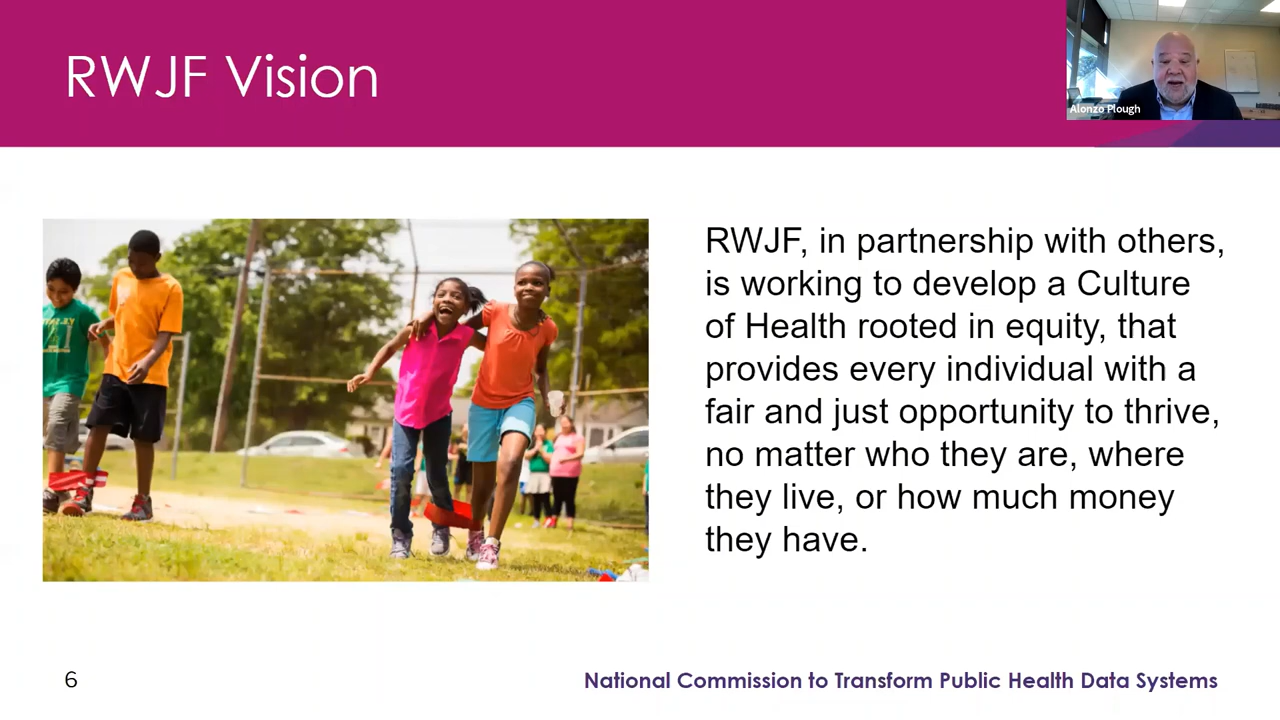 RWJF Vision
Alonzo Plough
RWJF, in partnership with others,
is working to develop a Culture
of Health rooted in equity, that
provides every individual with a
fair and just opportunity to thrive,
no matter who they are, where
they live, or how much money
they have.
6
National Commission to Transform Public Health Data Systems